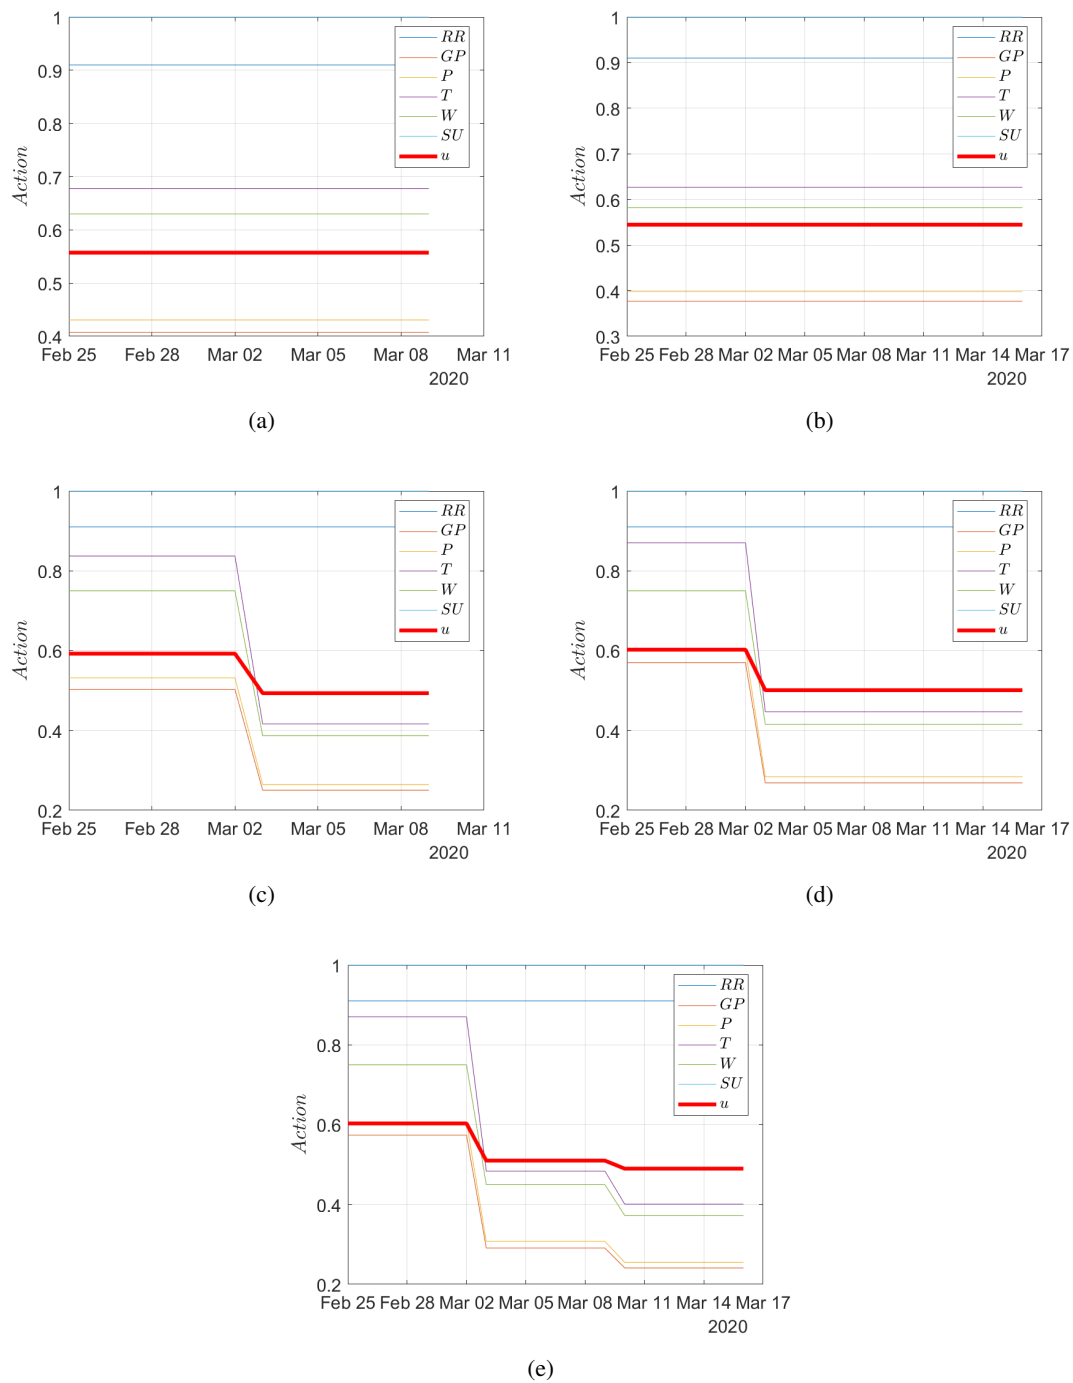 1
0.9
0.8
0.7
0.6
0.5
0.4
Action
RR
GP
P
T
W
SU
u
Feb 25 Feb 28 Mar 02 Mar 05 Mar 08 Mar 11
2020
(a)
1
0.9
0.8
0.7
0.6
0.5
0.4
0.3
Action
RR
GP
P
T
W
SU
u
Feb 25 Feb 28 Mar 02 Mar 05 Mar 08 Mar 11 Mar 14 Mar 17
2020
(b)
1
0.8
0.6
0.4
0.2
Action
RR
GP
P
T
W
SU
u
Feb 25 Feb 28 Mar 02 Mar 05 Mar 08 Mar 11
2020
(c)
1
0.8
0.6
0.4
0.2
Action
RR
GP
P
T
W
SU
u
Feb 25 Feb 28 Mar 02 Mar 05 Mar 08 Mar 11 Mar 14 Mar 17
2020
(d)
1
0.8
0.6
0.4
0.2
Action
RR
GP
P
T
W
SU
u
Feb 25 Feb 28 Mar 02 Mar 05 Mar 08 Mar 11 Mar 14 Mar 17
2020
(e)